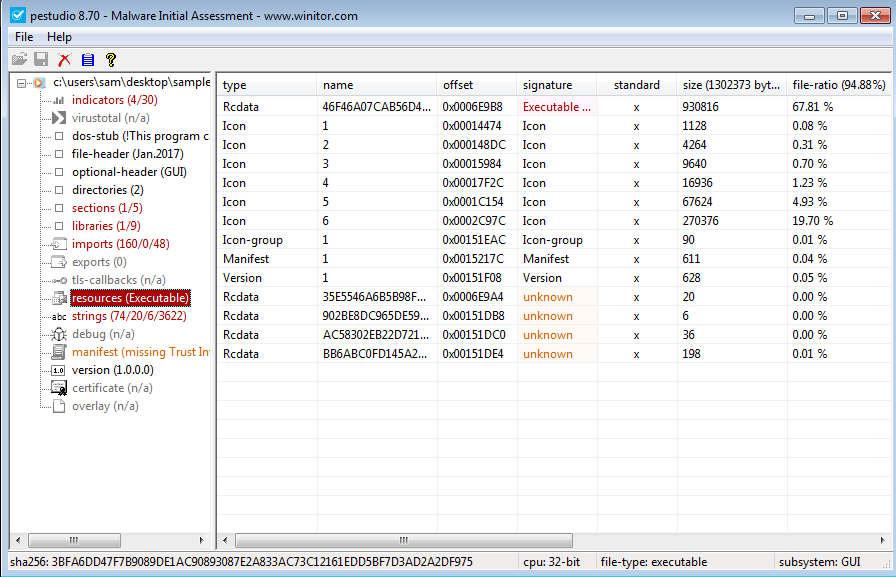 pestudio 8.70 - Malware Initial Assessment - www.winitor.com
File Help
c:\users\sam\desktop\sample
indicators (4/30)
virustotal (n/a)
dos-stub (!This program c
file-header (Jan.2017)
optional-header (GUI)
directories (2)
sections (1/5)
libraries (1/9)
imports (160/0/48)
exports (0)
tls-callbacks (n/a)
resources (Executable)
abc strings (74/20/6/3622)
debug (n/a)
manifest (missing Trust Inf
1.0 version (1.0.0.0)
certificate (n/a)
overlay (n/a)
type name offset signature standard size (1302373 byt... file-ratio (94.88%)
Rcdata 46F46A07CAB56D4... 0x0006E9B8 Executable ... x 930816 67.81 %
Icon 1 0x00014474 Icon x 1128 0.08 %
Icon 2 0x000148DC Icon x 4264 0.31 %
Icon 3 0x00015984 Icon x 9640 0.70 %
Icon 4 0x00017F2C Icon x 16936 1.23 %
Icon 5 0x0001C154 Icon x 67624 4.93 %
Icon 6 0x0002C97C Icon x 270376 19.70 %
Icon-group 1 0x00151EAC Icon-group x 90 0.01 %
Manifest 1 0x0015217C Manifest x 611 0.04 %
Version 1 0x00151F08 Version x 628 0.05 %
Rcdata 35E5546A6B5B98F... 0x0006E9A4 unknown x 20 0.00 %
Rcdata 902BE8DC965DE59... 0x00151DB8 unknown x 6 0.00 %
Rcdata AC58302EB22D721... 0x00151DC0 unknown x 36 0.00 %
Rcdata BB6ABC0FD145A2... 0x00151DE4 unknown x 198 0.01 %
sha256: 3BFA6DD47F7B9089DE1AC90893087E2A833AC73C12161EDD5BF7D3AD2A2DF975 cpu: 32-bit file-type: executable subsystem: GUI